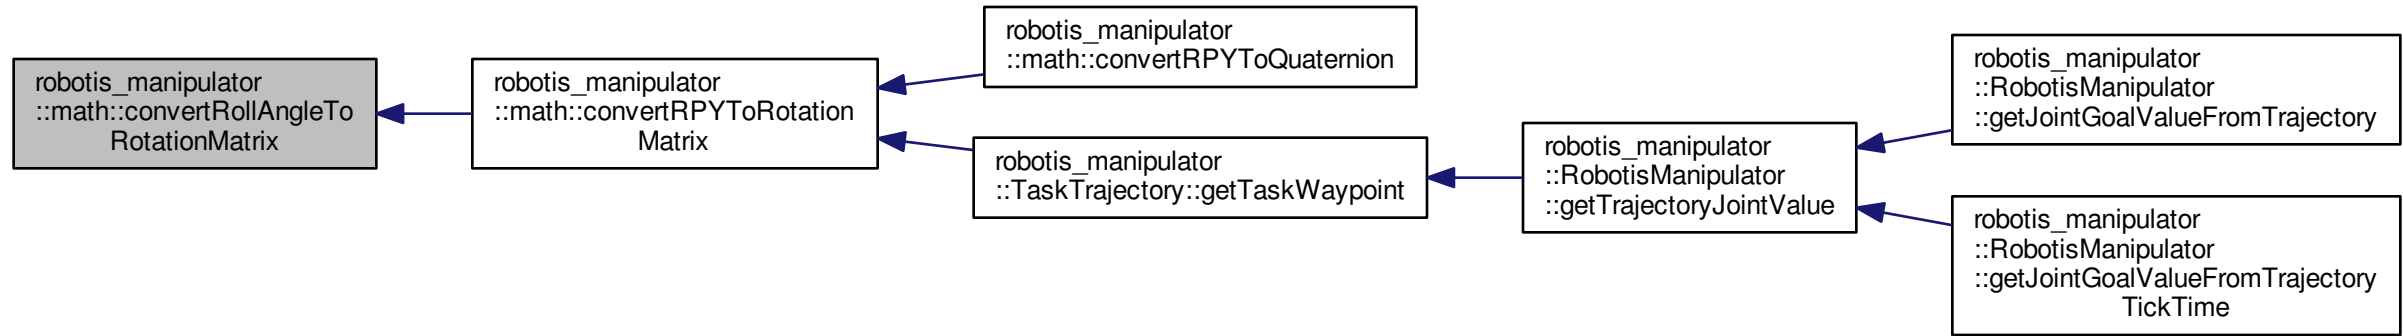 robotis_manipulator
::math::convertRollAngleTo
RotationMatrix
robotis_manipulator
::math::convertRPYToRotation
Matrix
robotis_manipulator
::math::convertRPYToQuaternion
robotis_manipulator
::TaskTrajectory::getTaskWaypoint
robotis_manipulator
::RobotisManipulator
::getTrajectoryJointValue
robotis_manipulator
::RobotisManipulator
::getJointGoalValueFromTrajectory
robotis_manipulator
::RobotisManipulator
::getJointGoalValueFromTrajectory
TickTime